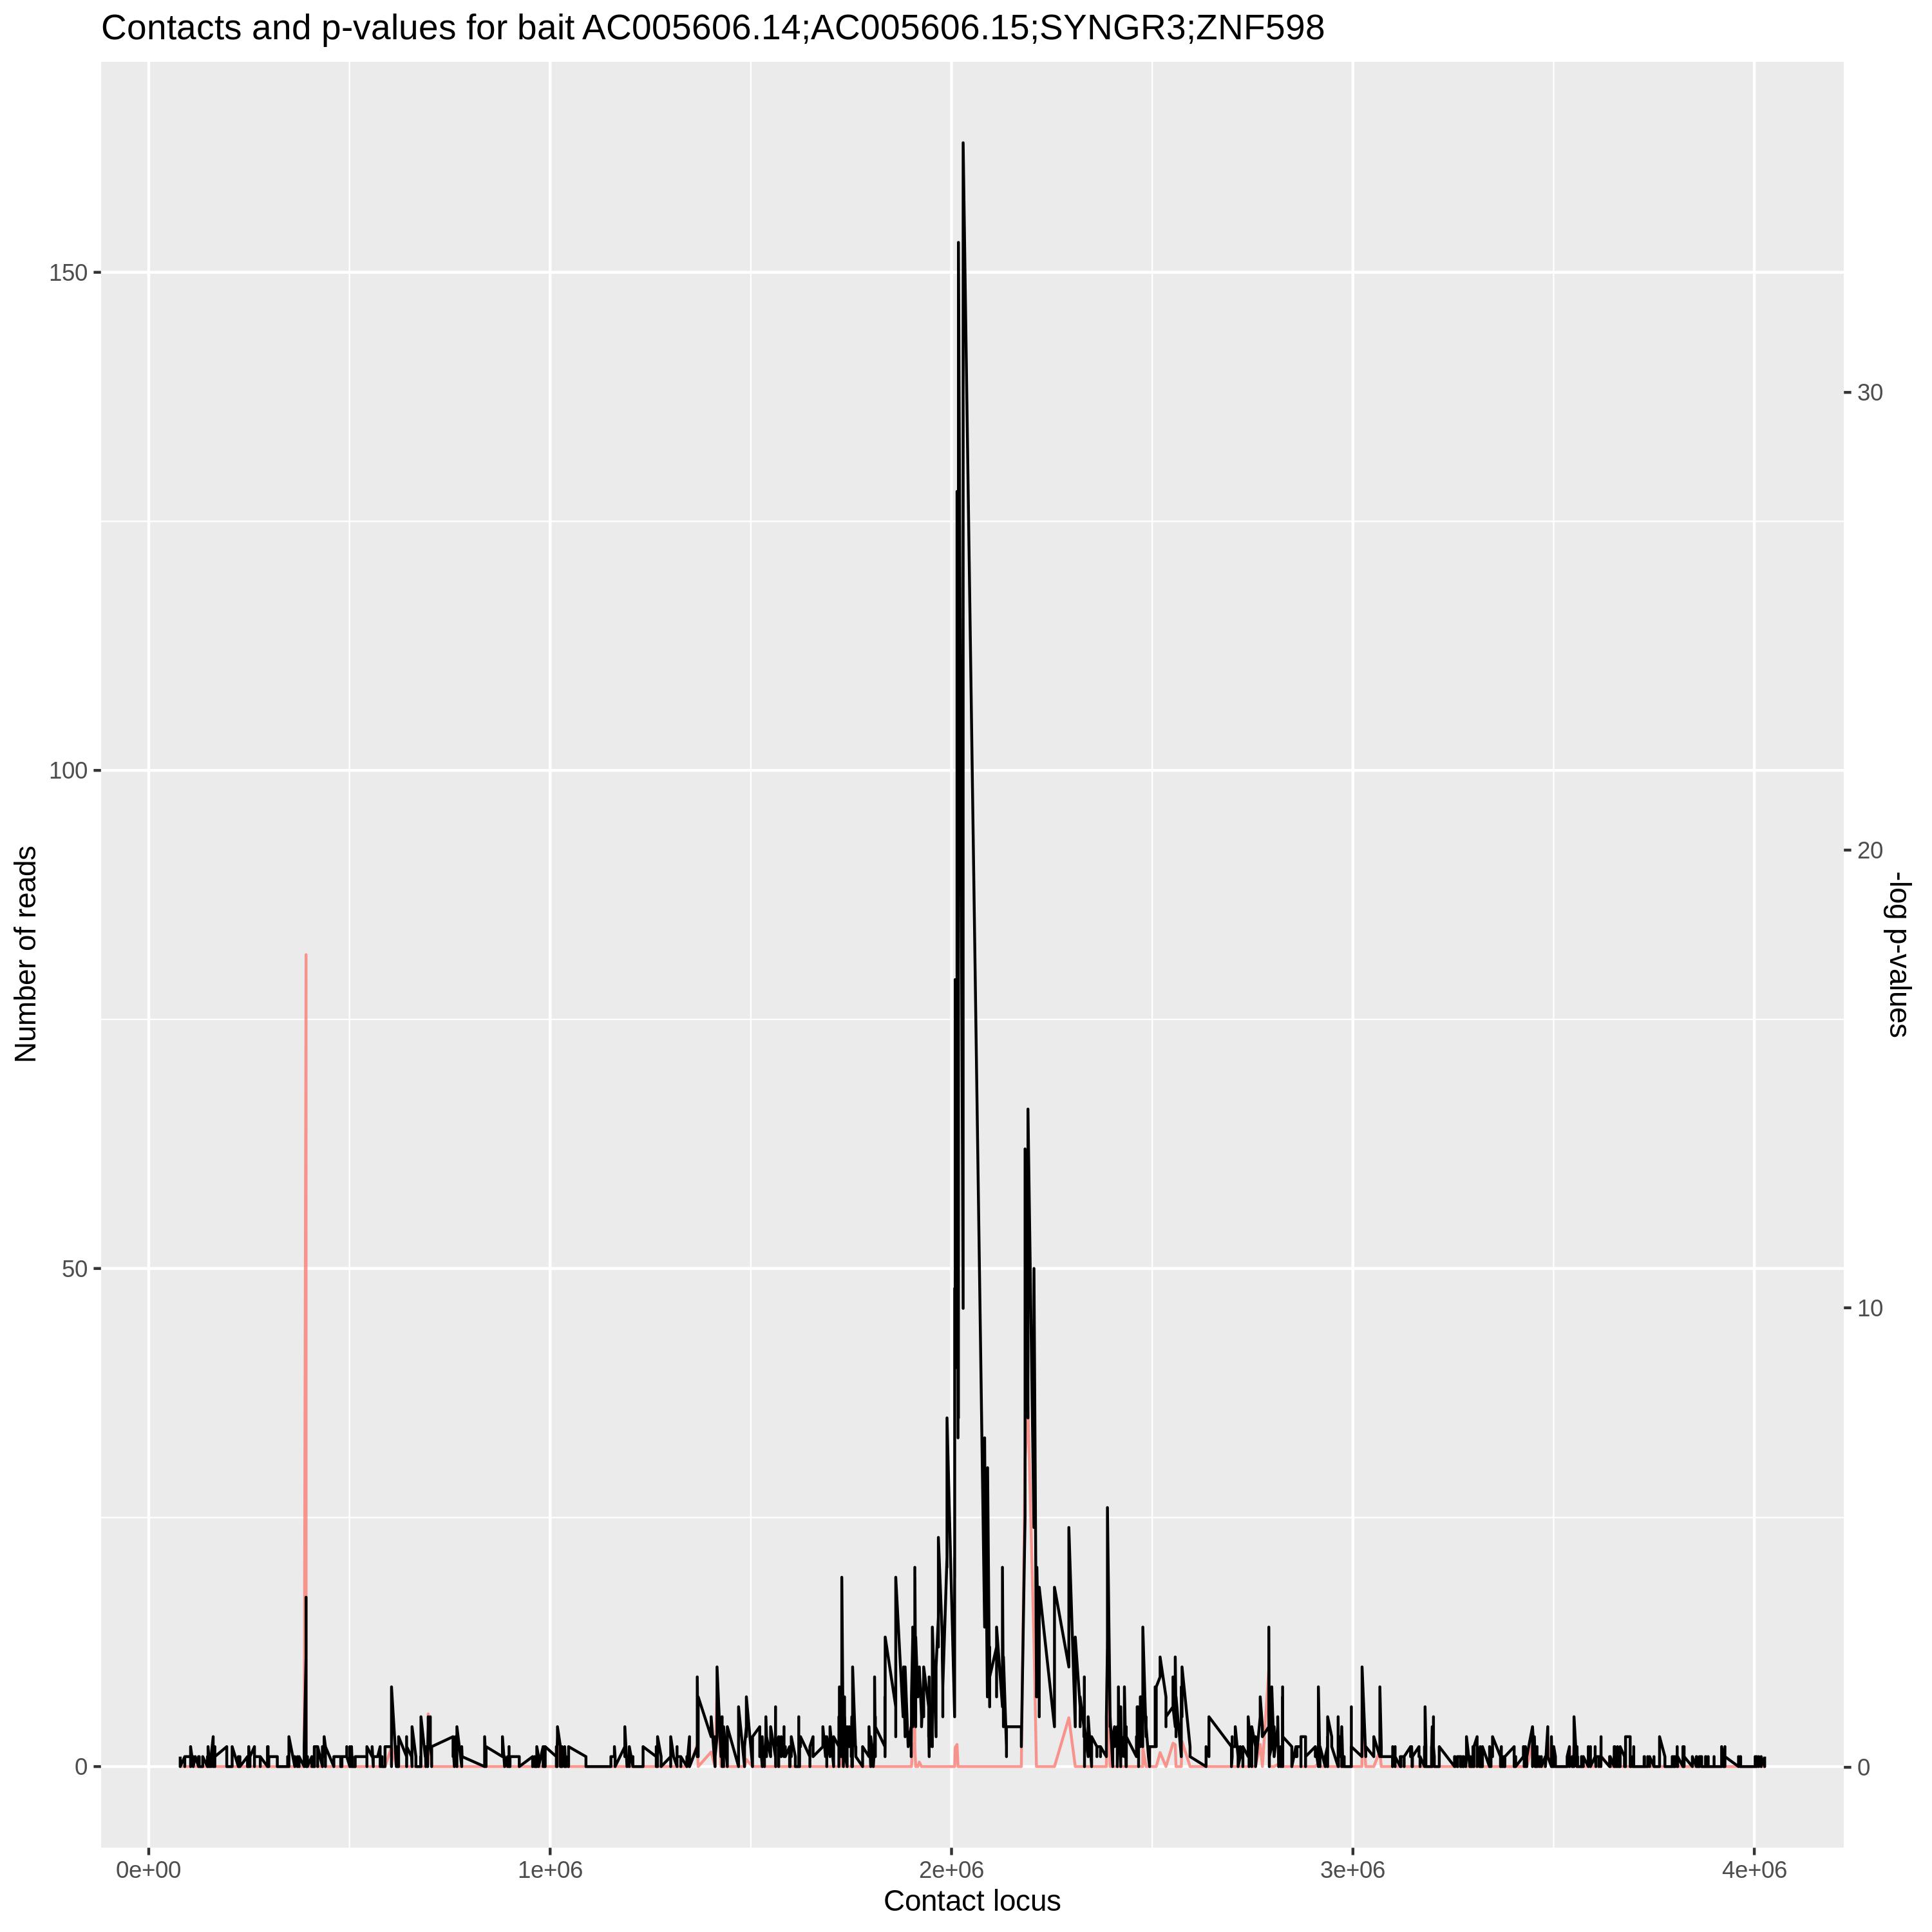 Contacts and p-values for bait AC005606.14;AC005606.15;SYNGR3;ZNF598
150
100
50
0
Number of reads
30
20
10
0
-log p-values
0e+00
1e+06
2e+06
3e+06
4e+06
Contact locus